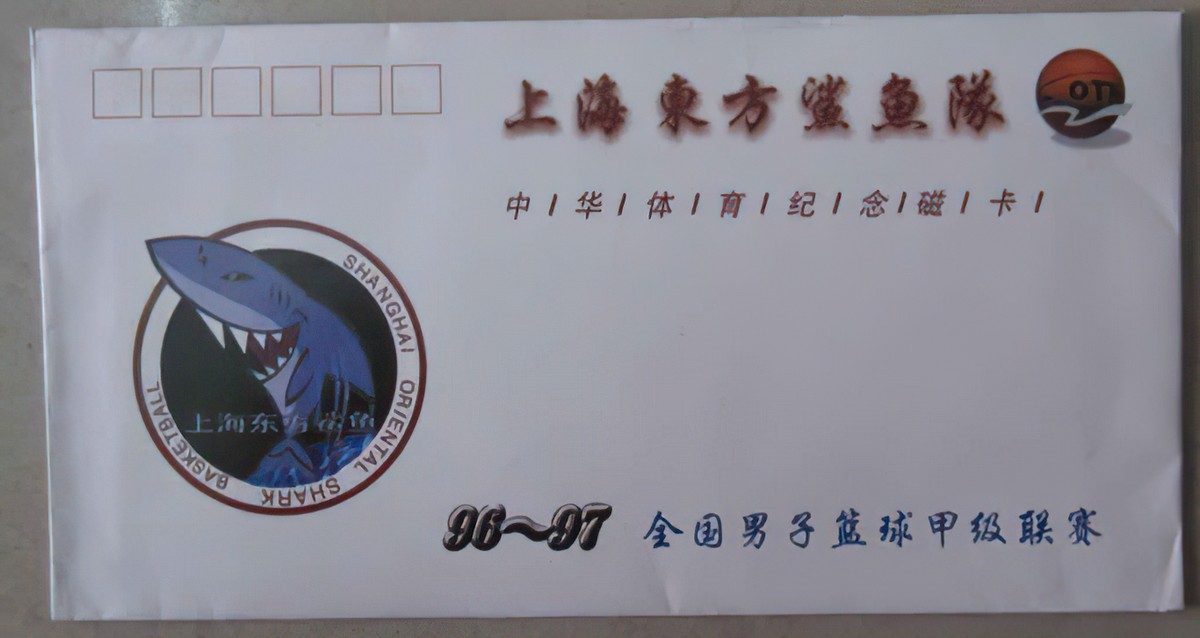 上海東方鯊魚隊
OTV
中/华/体/育/纪/念/磁/卡/
SHANGHAI ORIENTAL SHARK BASKETBALL
上海东方鲨鱼
96~97 全国男子篮球甲级联赛